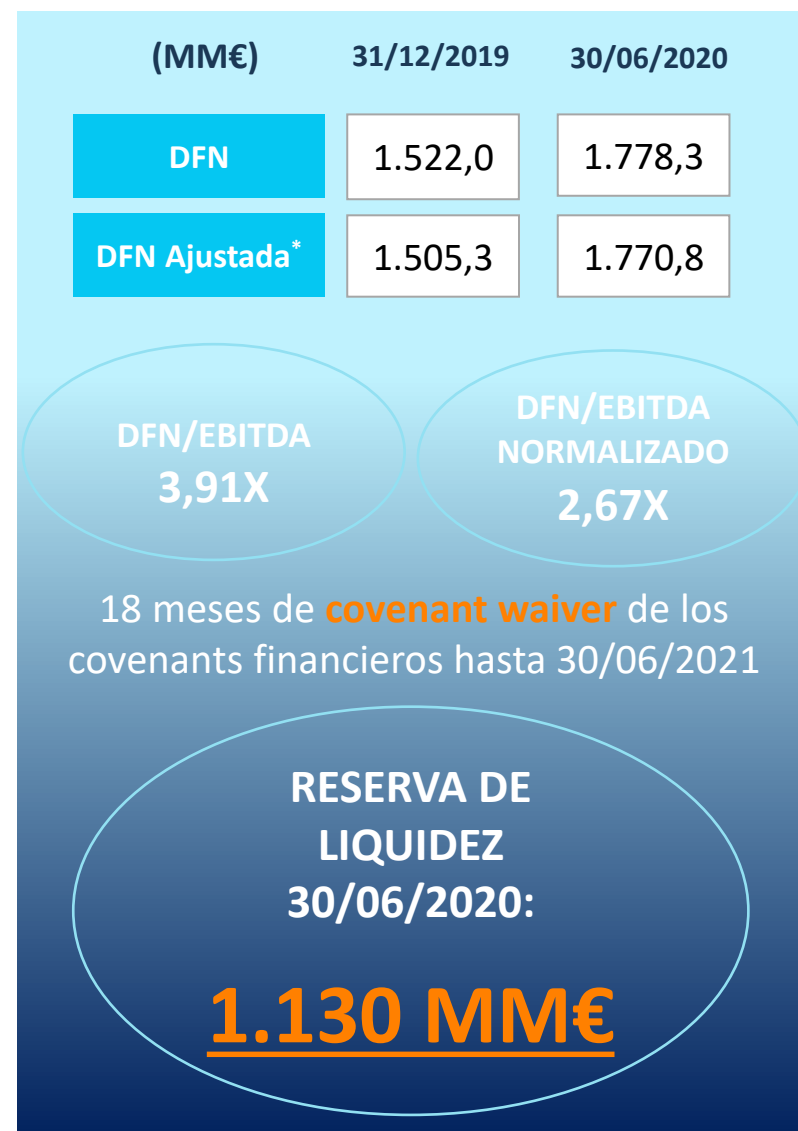 (MM€) 31/12/2019 30/06/2020
DFN 1.522,0 1.778,3
DFN Ajustada* 1.505,3 1.770,8
DFN/EBITDA
3,91X
DFN/EBITDA
NORMALIZADO
2,67X
18 meses de covenant waiver de los
covenants financieros hasta 30/06/2021
RESERVA DE
LIQUIDEZ
30/06/2020:
1.130 MM€